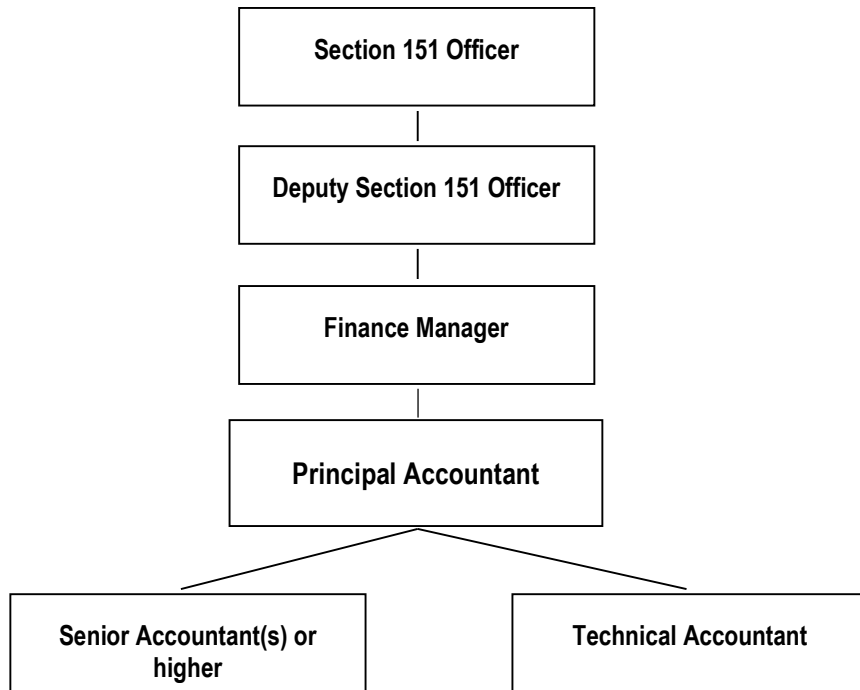 Section 151 Officer
Deputy Section 151 Officer
Finance Manager
Principal Accountant
Senior Accountant(s) or
higher
Technical Accountant